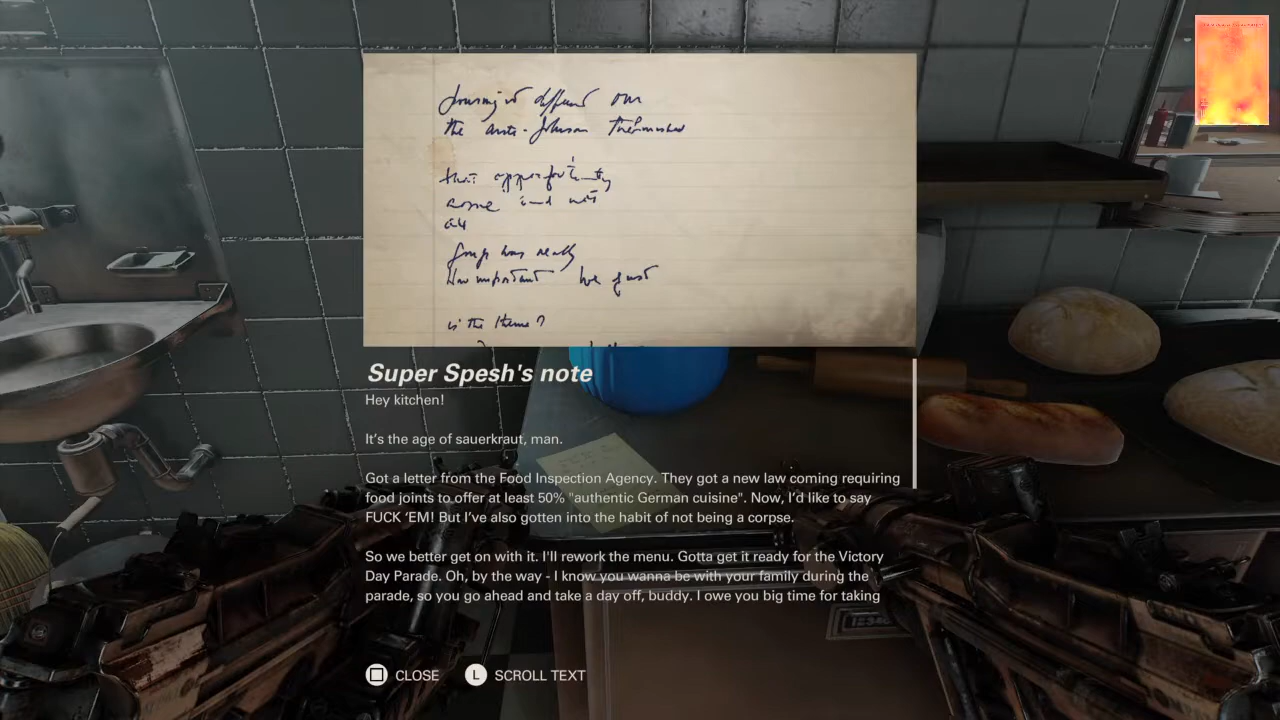 the
that
is the theme?
Super Spesh's note
Hey kitchen!
It's the age of sauerkraut, man.
Got a letter from the Food Inspection Agency. They got a new law coming requiring
food joints to offer at least 50% "authentic German cuisine". Now, I'd like to say
FUCK 'EM! But I've also gotten into the habit of not being a corpse.
So we better get on with it. I'll rework the menu. Gotta get it ready for the Victory
Day Parade. Oh, by the way - I know you wanna be with your family during the
parade, so you go ahead and take a day off, buddy. I owe you big time for taking
CLOSE
L SCROLL TEXT